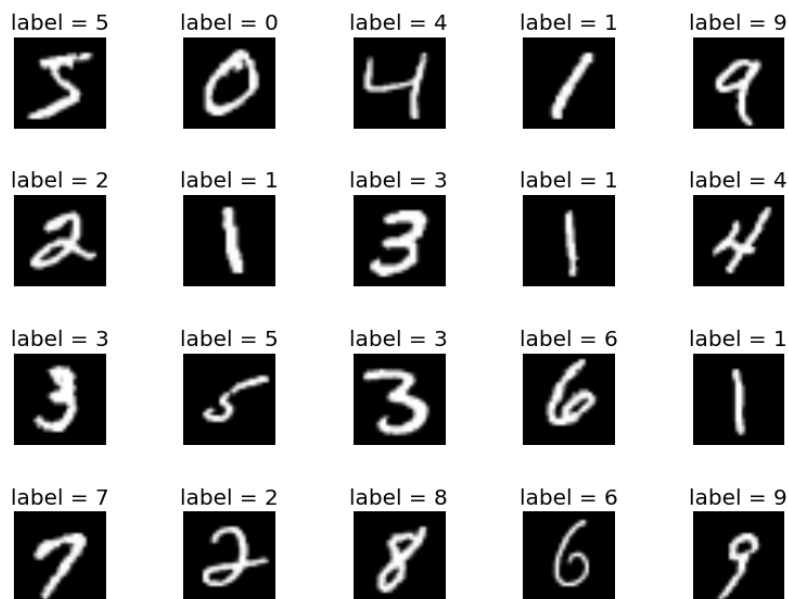 label = 5 label = 0 label = 4 label = 1 label = 9
5 0 4 1 9
label = 2 label = 1 label = 3 label = 1 label = 4
2 1 3 1 4
label = 3 label = 5 label = 3 label = 6 label = 1
3 5 3 6 1
label = 7 label = 2 label = 8 label = 6 label = 9
7 2 8 6 9